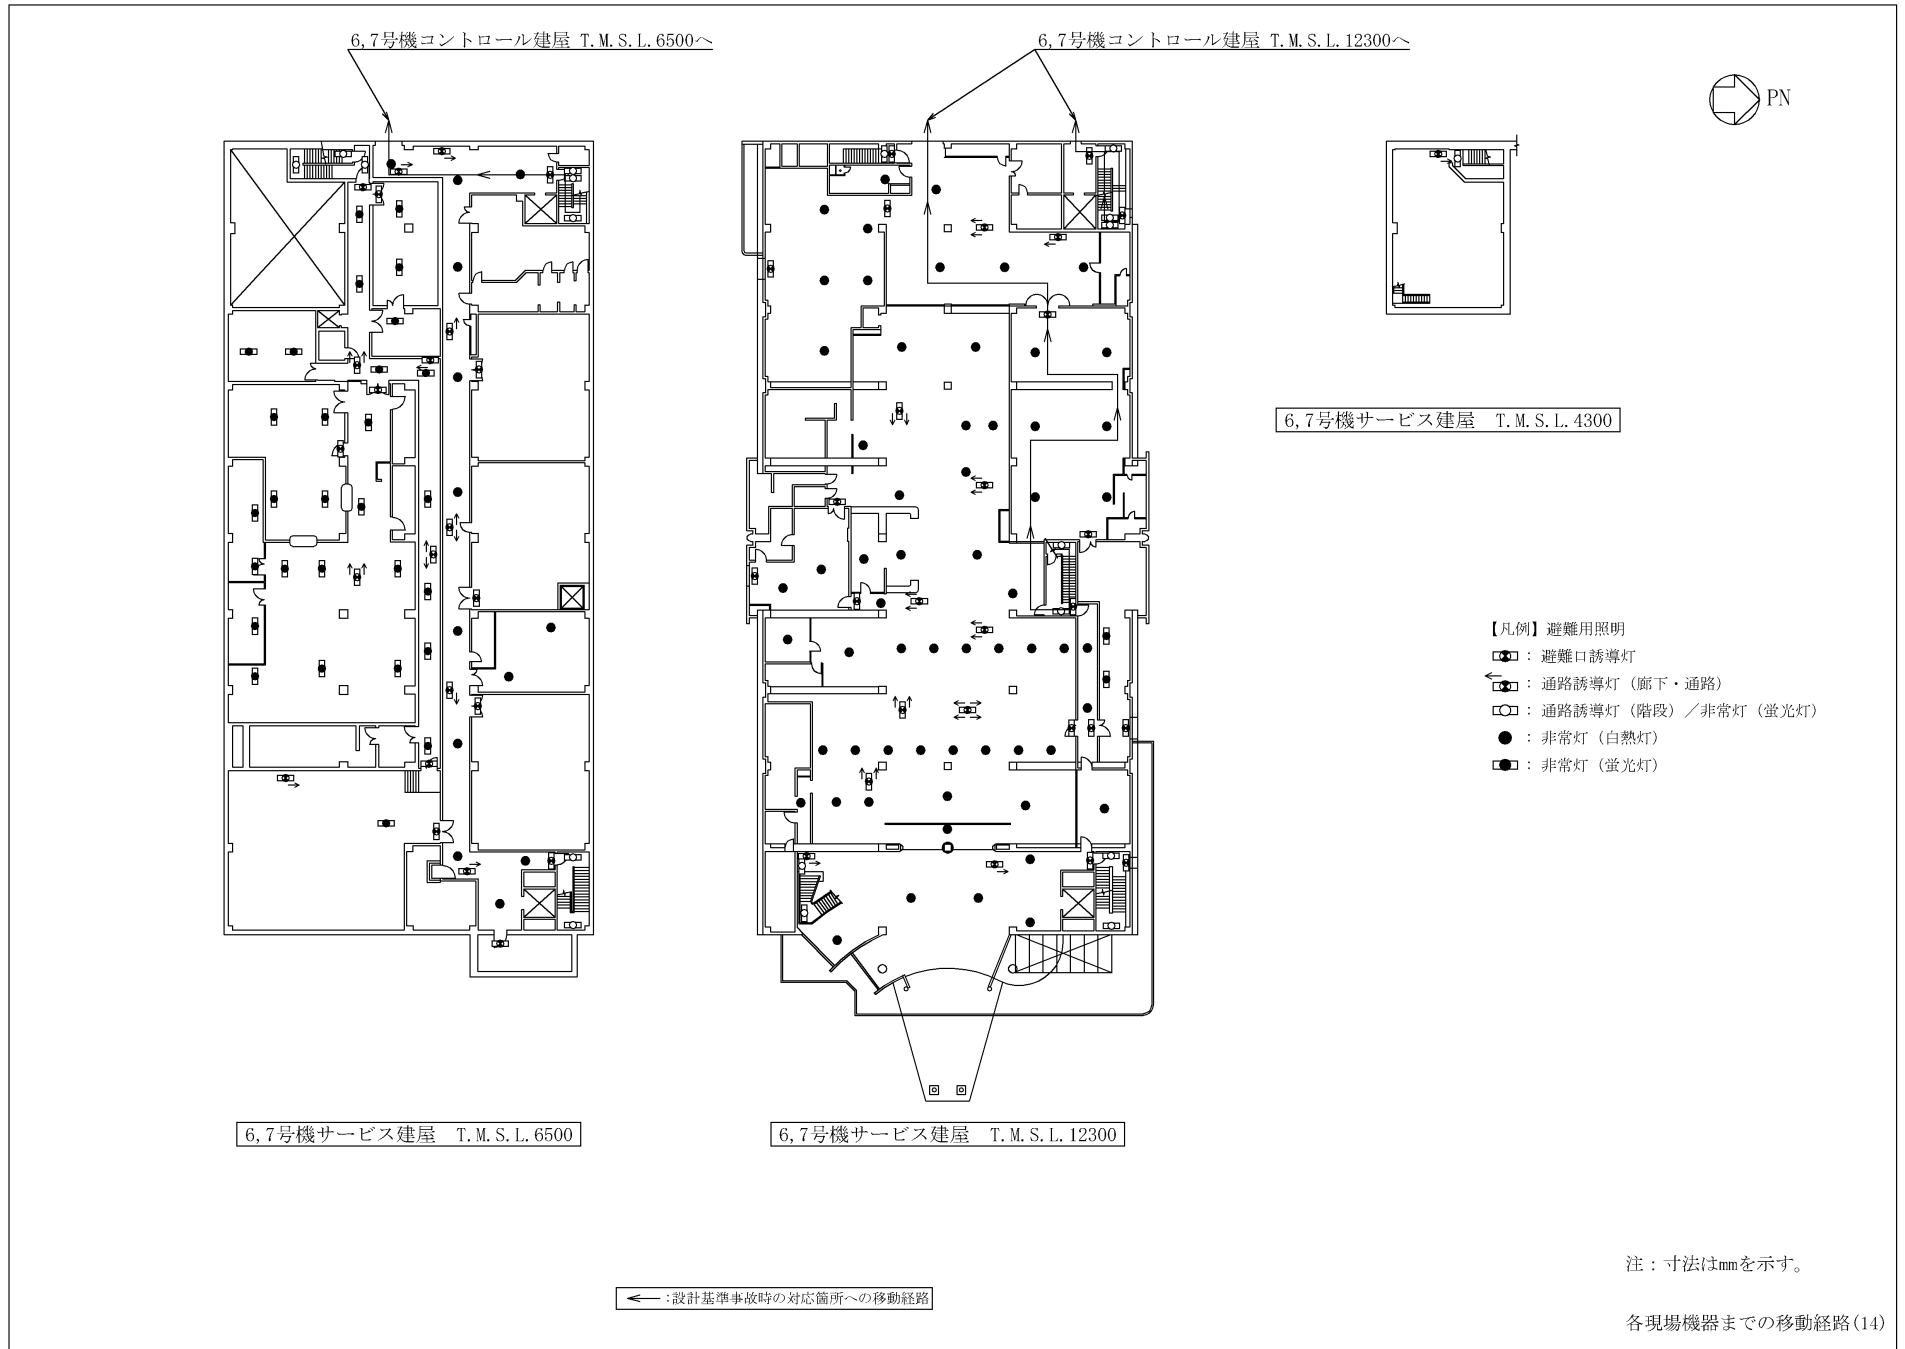 6,7号機コントロール建屋 T.M.S.L.6500へ
6,7号機コントロール建屋 T.M.S.L.12300へ
PN
6,7号機サービス建屋　T.M.S.L.4300
【凡例】避難用照明
：避難口誘導灯
：通路誘導灯（廊下・通路）
：通路誘導灯（階段）／非常灯（蛍光灯）
：非常灯（白熱灯）
：非常灯（蛍光灯）
6,7号機サービス建屋　T.M.S.L.6500
6,7号機サービス建屋　T.M.S.L.12300
注：寸法はmmを示す。
：設計基準事故時の対応箇所への移動経路
各現場機器までの移動経路(14)